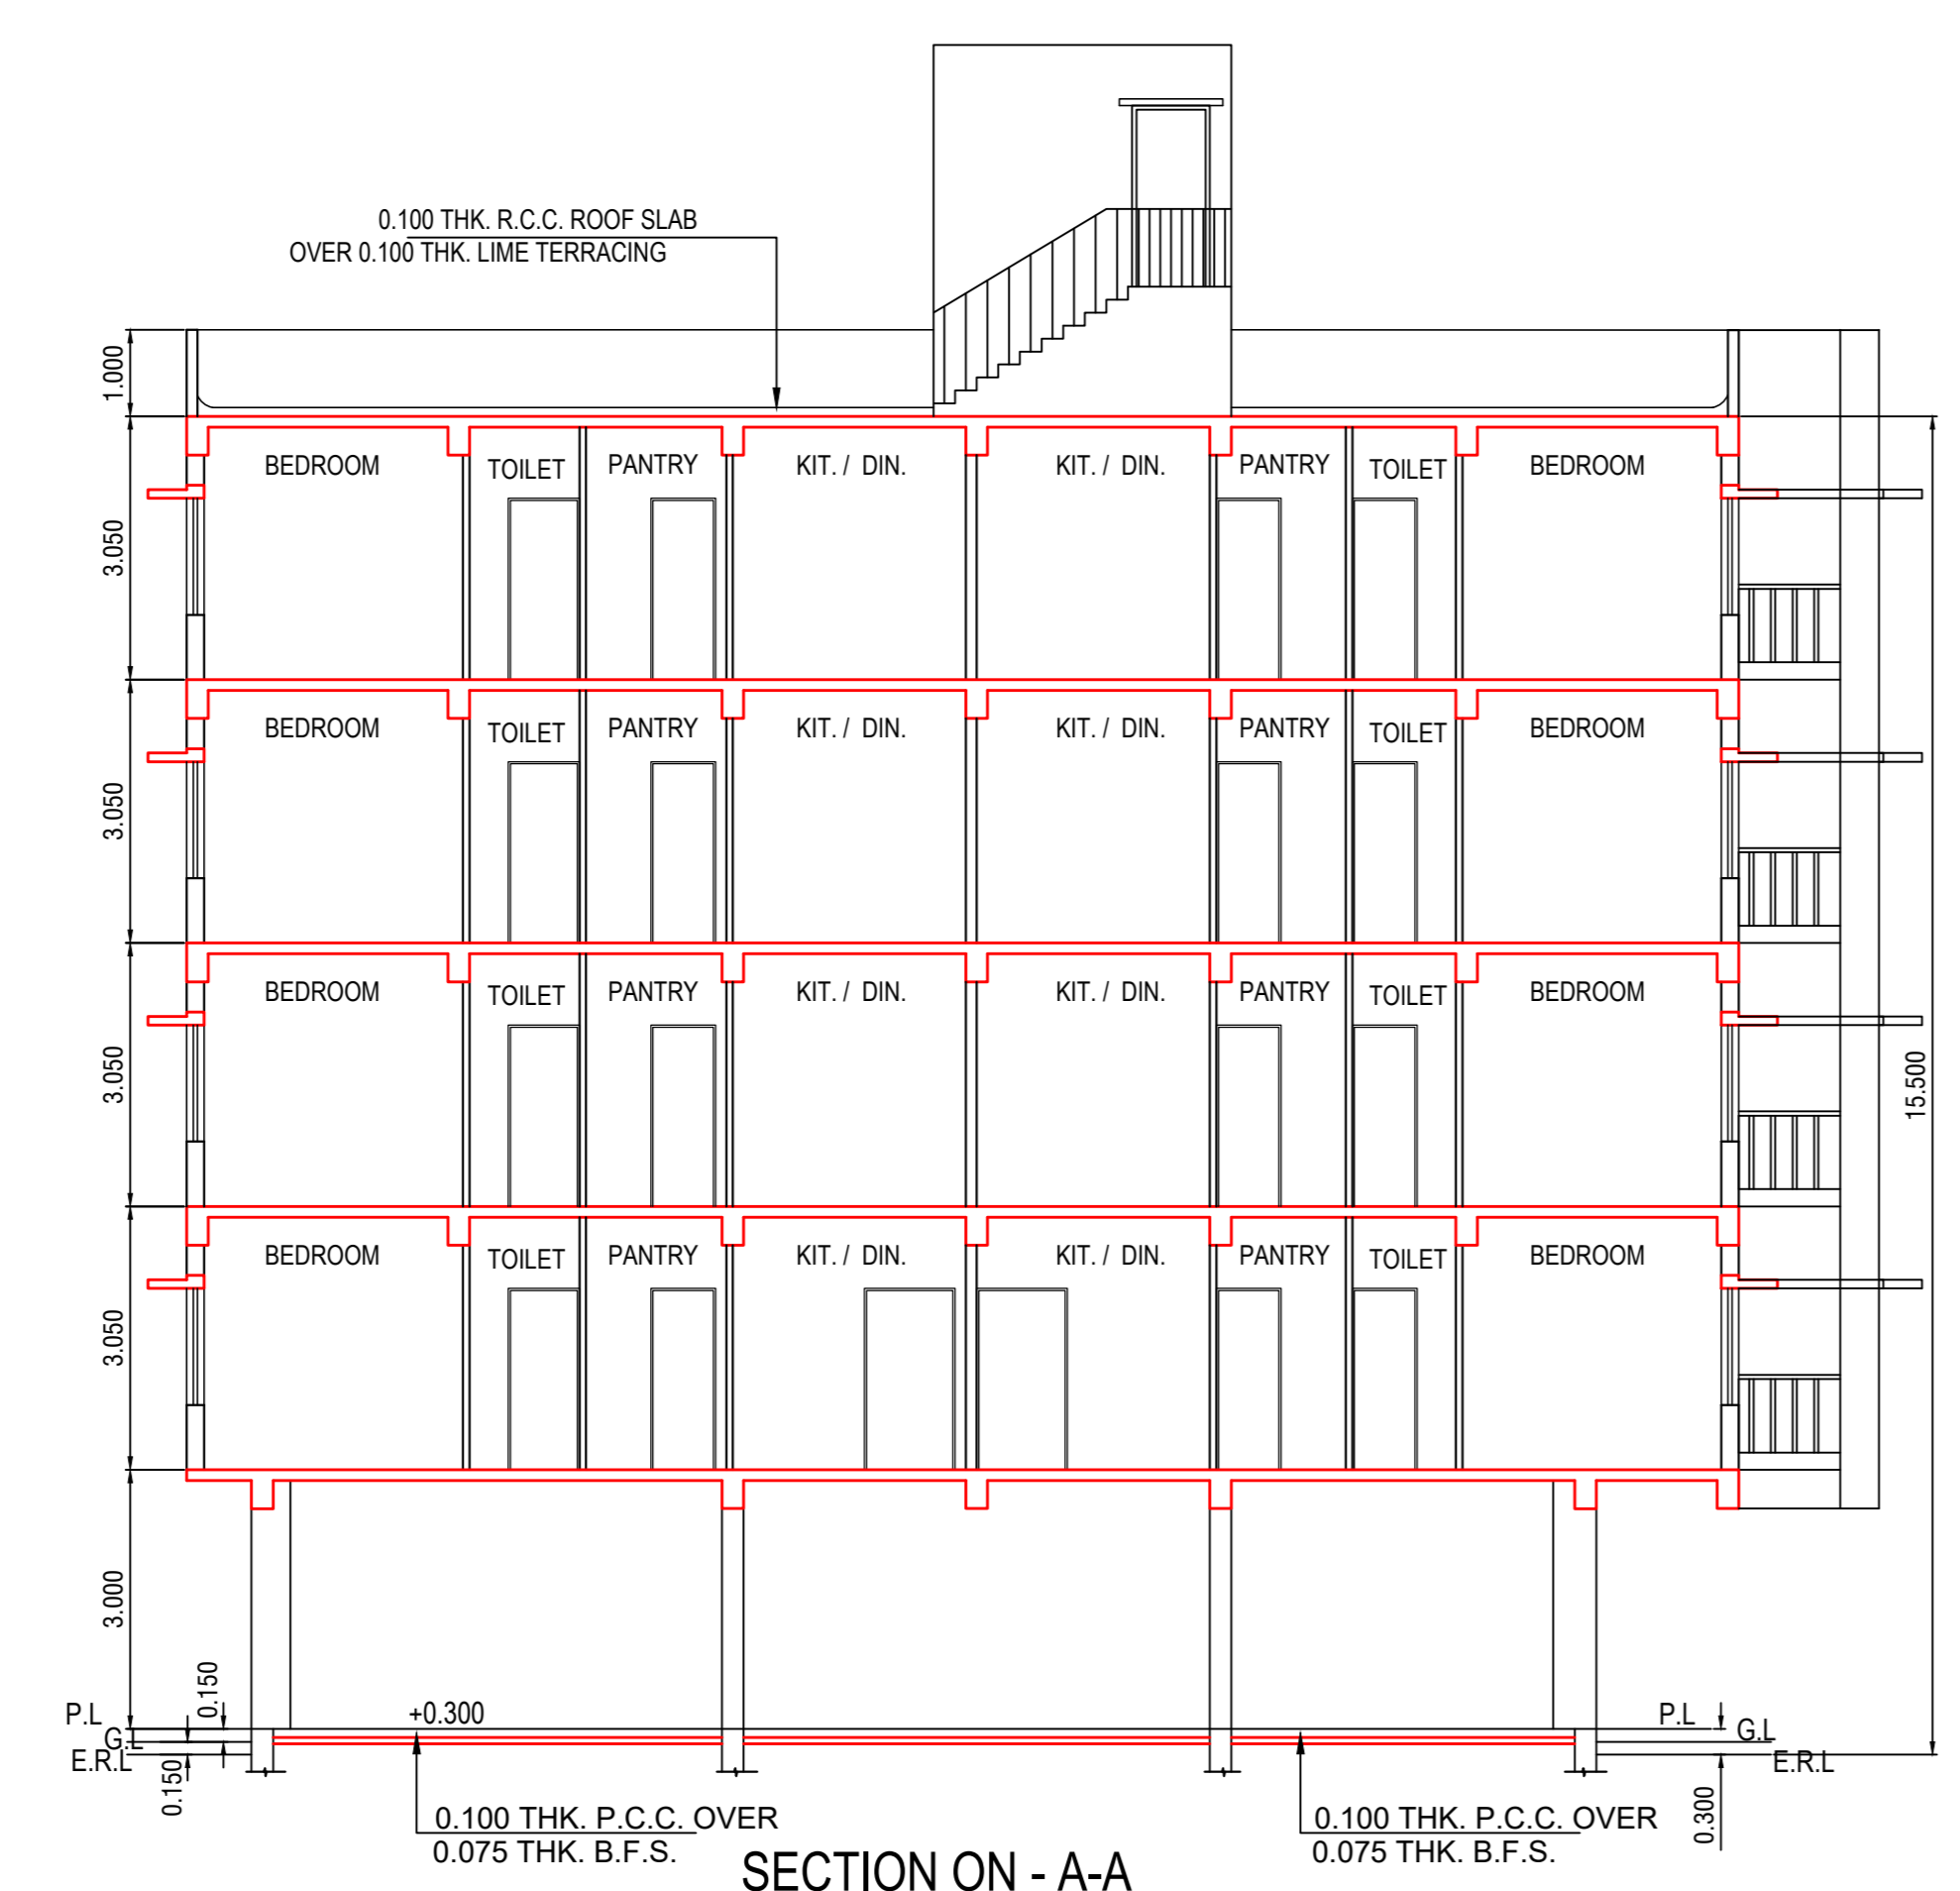 0.100 THK. R.C.C. ROOF SLAB
OVER 0.100 THK. LIME TERRACING
1.000
BEDROOM TOILET PANTRY KIT. / DIN. KIT. / DIN. PANTRY TOILET BEDROOM
3.050
BEDROOM TOILET PANTRY KIT. / DIN. KIT. / DIN. PANTRY TOILET BEDROOM
3.050
BEDROOM TOILET PANTRY KIT. / DIN. KIT. / DIN. PANTRY TOILET BEDROOM
3.050
15.500
BEDROOM TOILET PANTRY KIT. / DIN. KIT. / DIN. PANTRY TOILET BEDROOM
3.050
3.000
0.150
P.L +0.300 P.L
G.L G.L
E.R.L E.R.L
0.150
0.300
0.100 THK. P.C.C. OVER
0.075 THK. B.F.S.
0.100 THK. P.C.C. OVER
0.075 THK. B.F.S.
SECTION ON - A-A